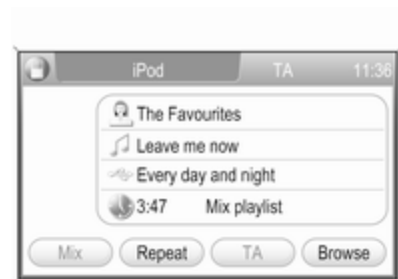 iPod TA 11:36
The Favourites
Leave me now
Every day and night
3:47 Mix playlist
Mix Repeat TA Browse